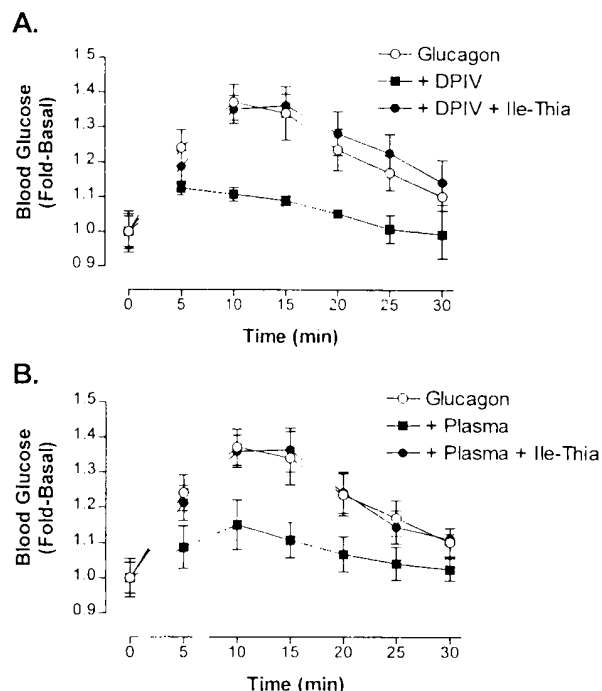 A.
Blood Glucose
(Fold-Basal)
1.5
1.4
1.3
1.2
1.1
1.0
0.9
Glucagon
+ DPIV
+ DPIV + Ile-Thia
0 5 10 15 20 25 30
Time (min)
B.
Blood Glucose
(Fold-Basal)
1.5
1.4
1.3
1.2
1.1
1.0
0.9
Glucagon
+ Plasma
+ Plasma + Ile-Thia
0 5 10 15 20 25 30
Time (min)